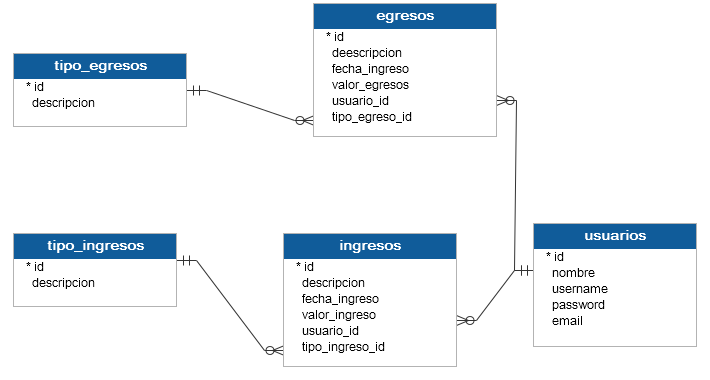 tipo_egresos
* id
descripcion
egresos
* id
deescripcion
fecha_ingreso
valor_egresos
usuario_id
tipo_egreso_id
tipo_ingresos
* id
descripcion
ingresos
* id
descripcion
fecha_ingreso
valor_ingreso
usuario_id
tipo_ingreso_id
usuarios
* id
nombre
username
password
email